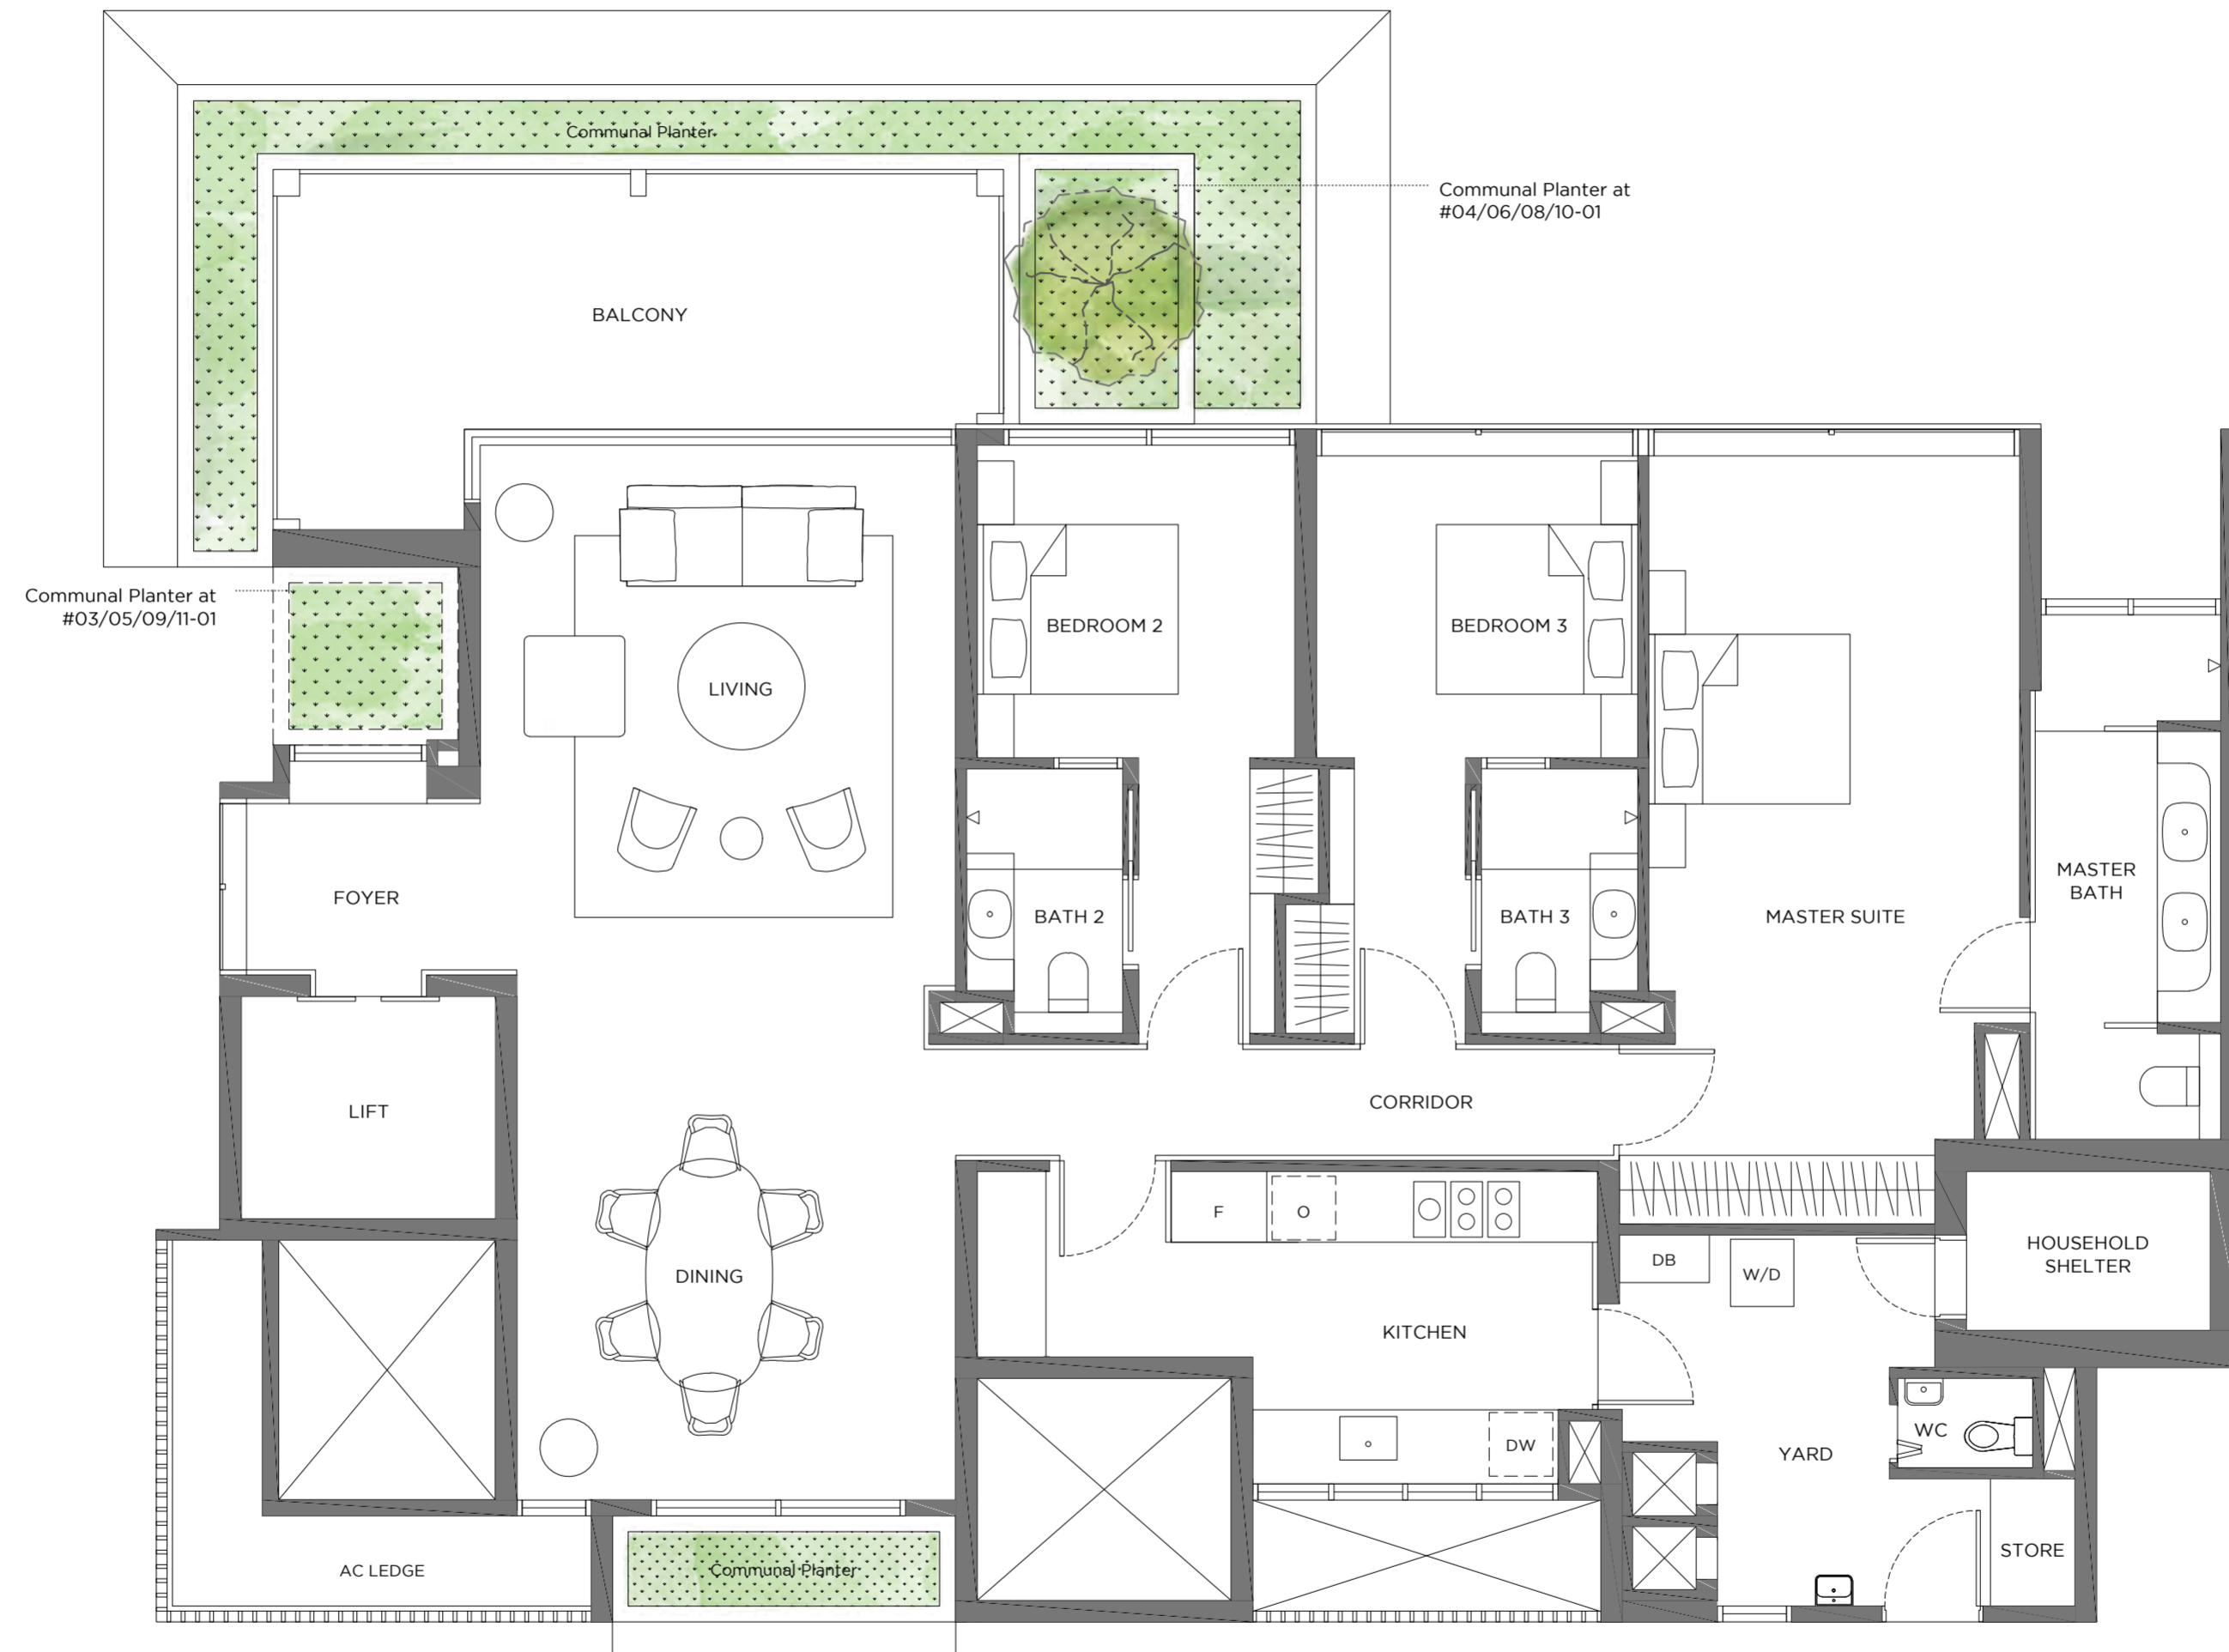 Communal Planter
Communal Planter at
#04/06/08/10-01
BALCONY
Communal Planter at
#03/05/09/11-01
BEDROOM 2
BEDROOM 3
LIVING
MASTER
BATH
FOYER
BATH 2
BATH 3
MASTER SUITE
LIFT
CORRIDOR
F
O
DINING
KITCHEN
DB
W/D
HOUSEHOLD
SHELTER
DW
WC
YARD
STORE
AC LEDGE
Communal Planter